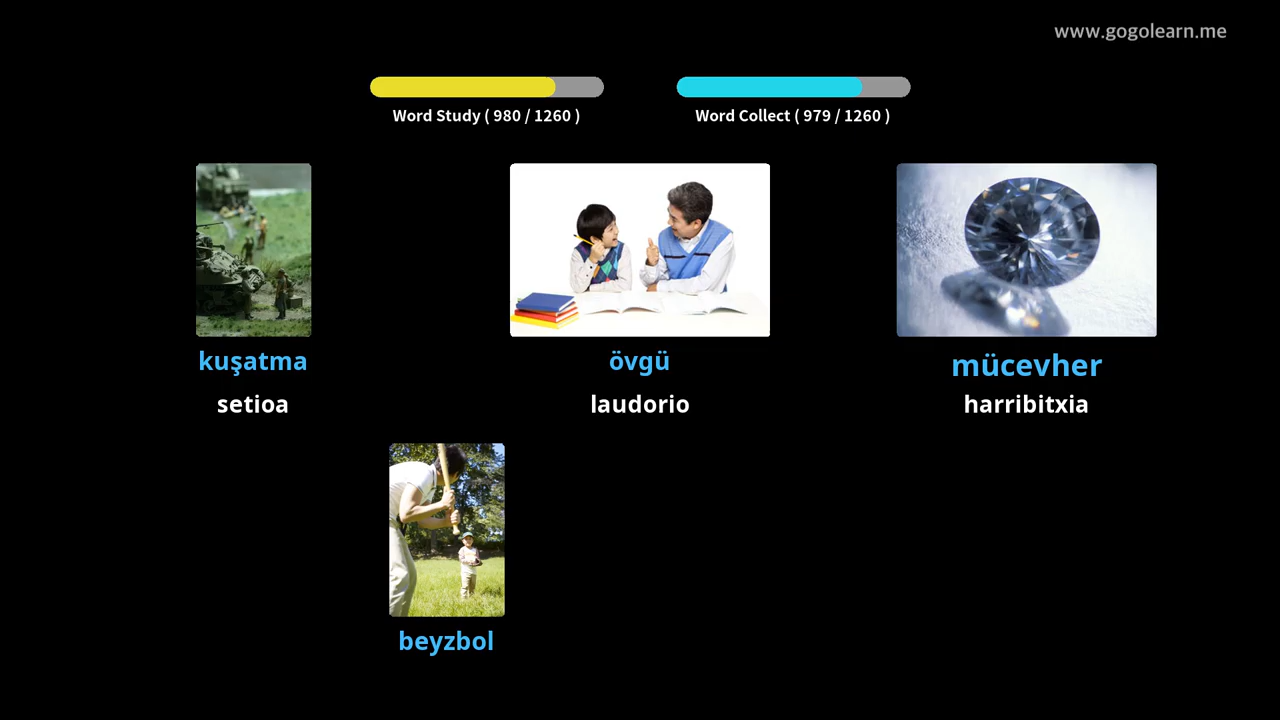 www.gogolearn.me
Word Study ( 980 / 1260 )
Word Collect ( 979 / 1260 )
kuşatma
övgü
mücevher
setioa
laudorio
harribitxia
beyzbol